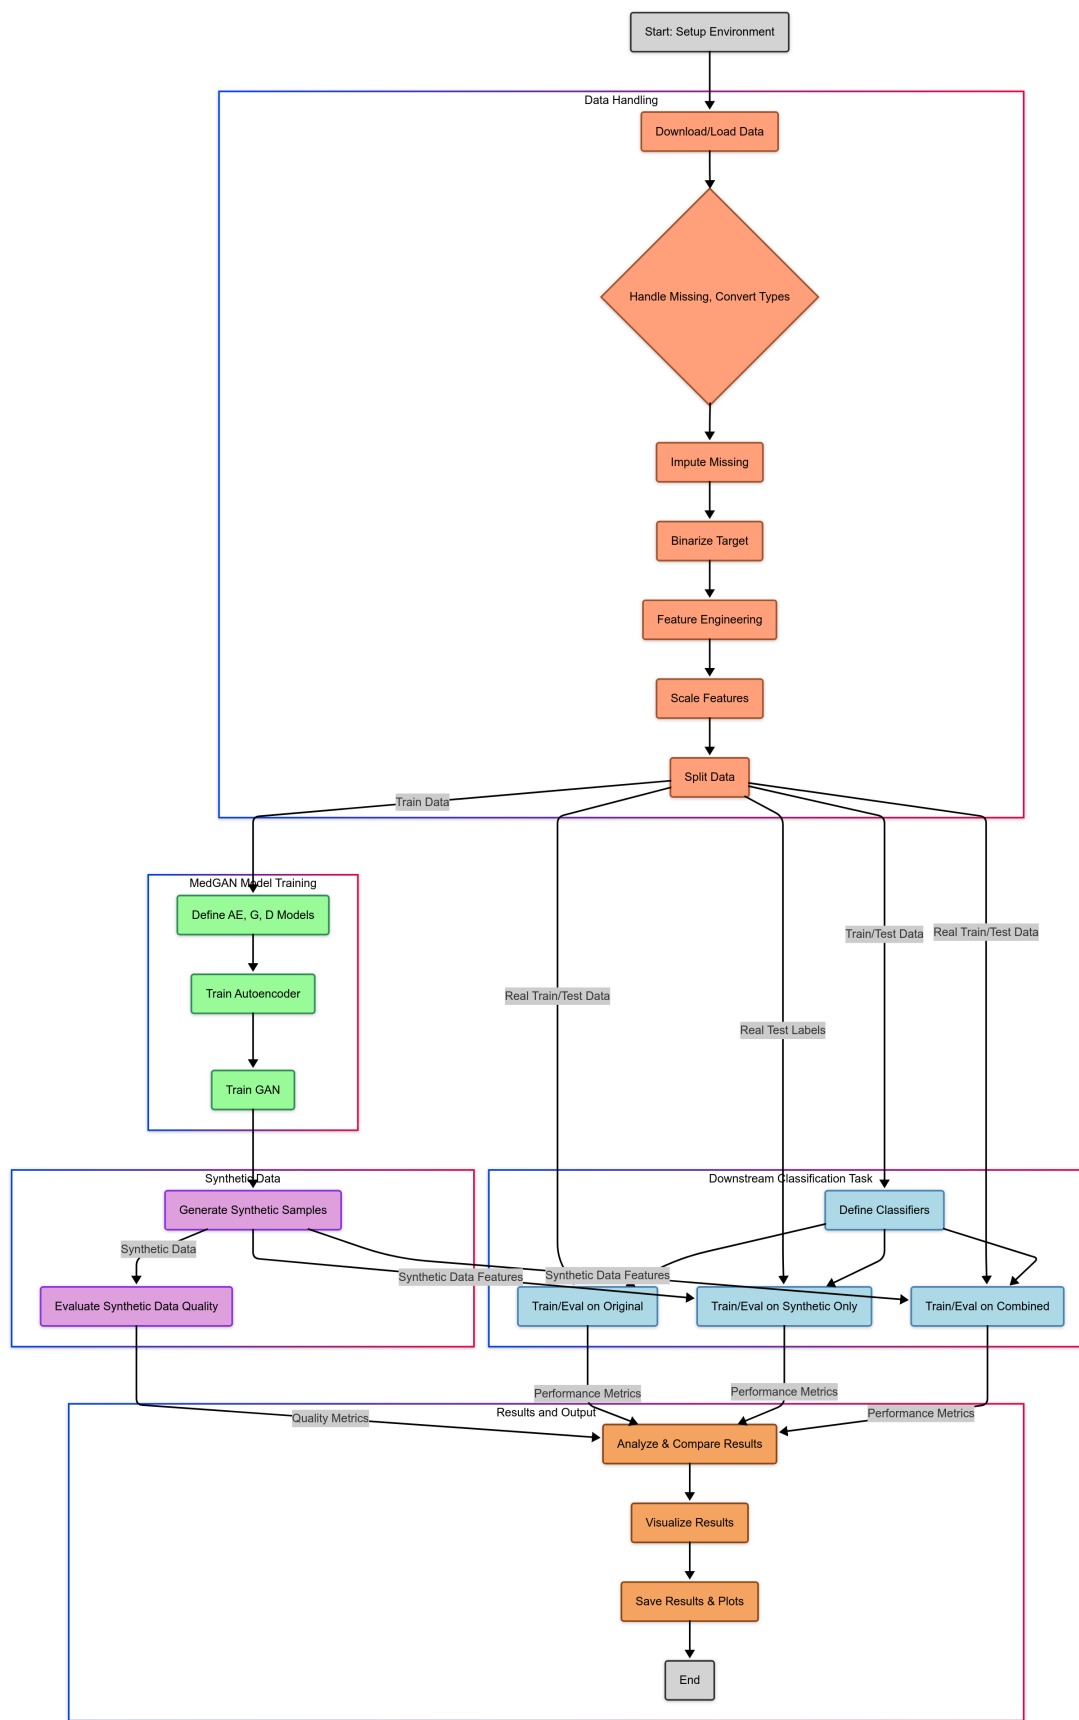 Start: Setup Environment
Data Handling
Download/Load Data
Handle Missing, Convert Types
Impute Missing
Binarize Target
Feature Engineering
Scale Features
Split Data
Train Data
MedGAN Model Training
Define AE, G, D Models
Train/Test Data
Real Train/Test Data
Train Autoencoder
Real Train/Test Data
Real Test Labels
Train GAN
Synthetic Data
Downstream Classification Task
Generate Synthetic Samples
Define Classifiers
Synthetic Data
Synthetic Data Features
Synthetic Data Features
Evaluate Synthetic Data Quality
Train/Eval on Original
Train/Eval on Synthetic Only
Train/Eval on Combined
Performance Metrics
Performance Metrics
Performance Metrics
Quality Metrics
Results and Output
Analyze & Compare Results
Visualize Results
Save Results & Plots
End